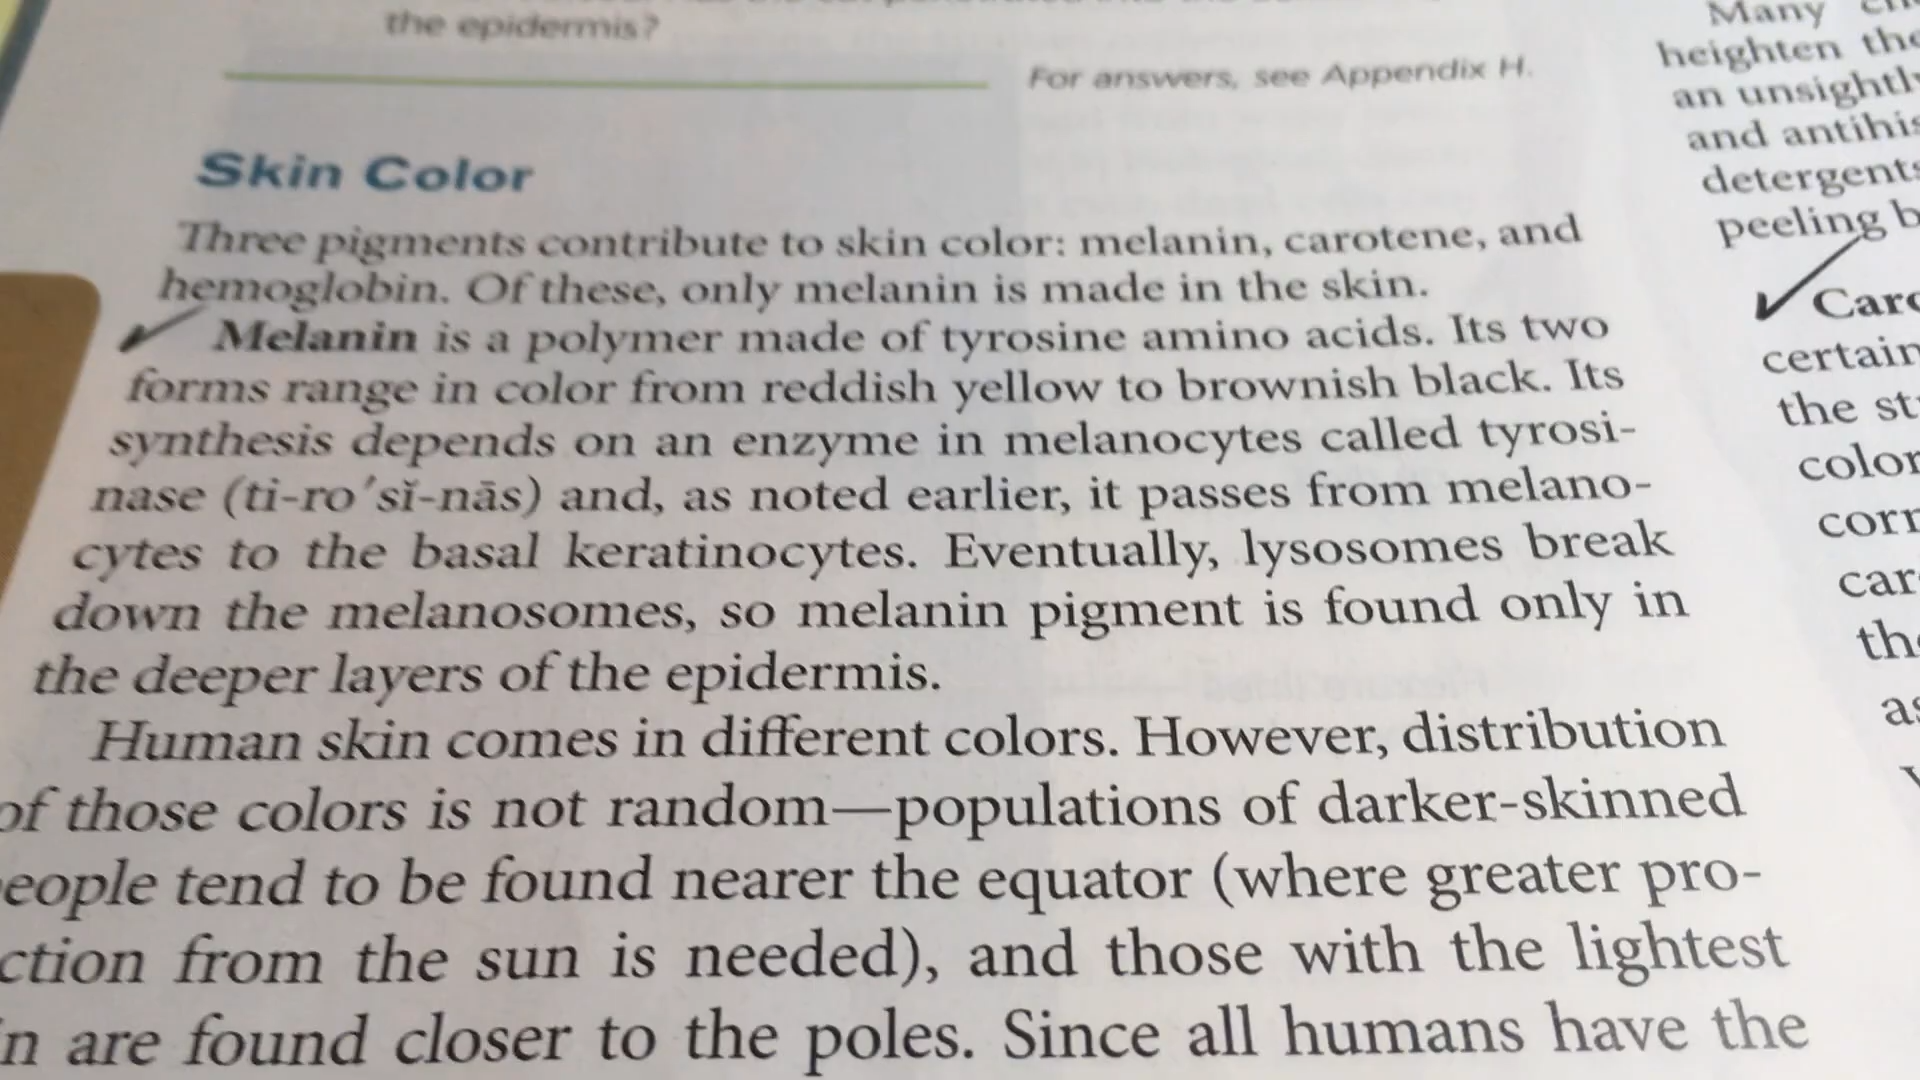 the epidermis?
For answers, see Appendix H.
Skin Color
Three pigments contribute to skin color: melanin, carotene, and
hemoglobin. Of these, only melanin is made in the skin.
Melanin is a polymer made of tyrosine amino acids. Its two
forms range in color from reddish yellow to brownish black. Its
synthesis depends on an enzyme in melanocytes called tyrosi-
nase (ti-ro′sĭ-nās) and, as noted earlier, it passes from melano-
cytes to the basal keratinocytes. Eventually, lysosomes break
down the melanosomes, so melanin pigment is found only in
the deeper layers of the epidermis.
Human skin comes in different colors. However, distribution
of those colors is not random—populations of darker-skinned
eople tend to be found nearer the equator (where greater pro-
ction from the sun is needed), and those with the lightest
n are found closer to the poles. Since all humans have the
Many
heighten the
an unsightly
and antihis
detergents
peeling b
Caro
certain
the st
color
corn
car
the
as